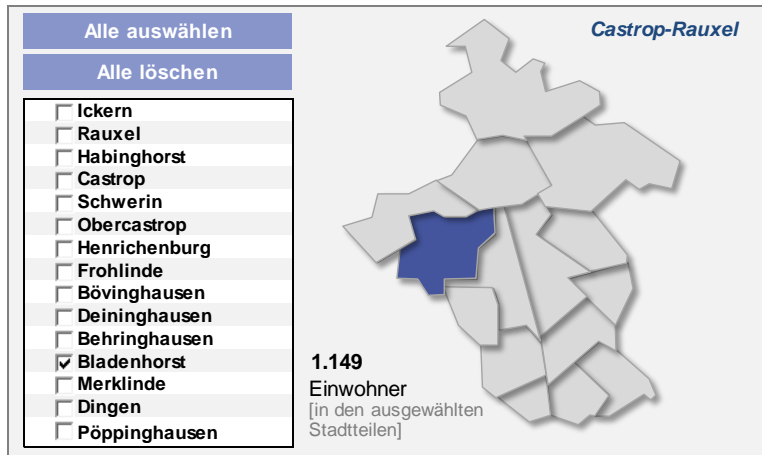 Alle auswählen
Castrop-Rauxel
Alle löschen
Ickern
Rauxel
Habinghorst
Castrop
Schwerin
Obercastrop
Henrichenburg
Frohlinde
Bövinghausen
Deininghausen
Behringhausen
Bladenhorst
Merklinde
Dingen
Pöppinghausen
1.149
Einwohner
[in den ausgewählten
Stadtteilen]